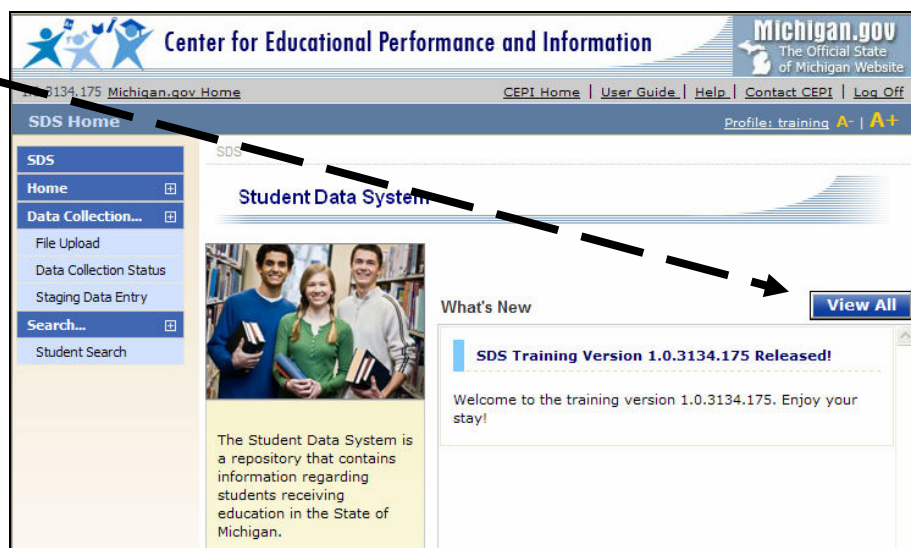 Center for Educational Performance and Information
Michigan.gov
The Official State
of Michigan Website
1.0.3134.175 Michigan.gov Home
CEPI Home | User Guide | Help | Contact CEPI | Log Off
SDS Home
Profile: training A- | A+
SDS
Home
Data Collection...
File Upload
Data Collection Status
Staging Data Entry
Search...
Student Search
SDS
Student Data System
The Student Data System is
a repository that contains
information regarding
students receiving
education in the State of
Michigan.
What's New
View All
SDS Training Version 1.0.3134.175 Released!
Welcome to the training version 1.0.3134.175. Enjoy your
stay!